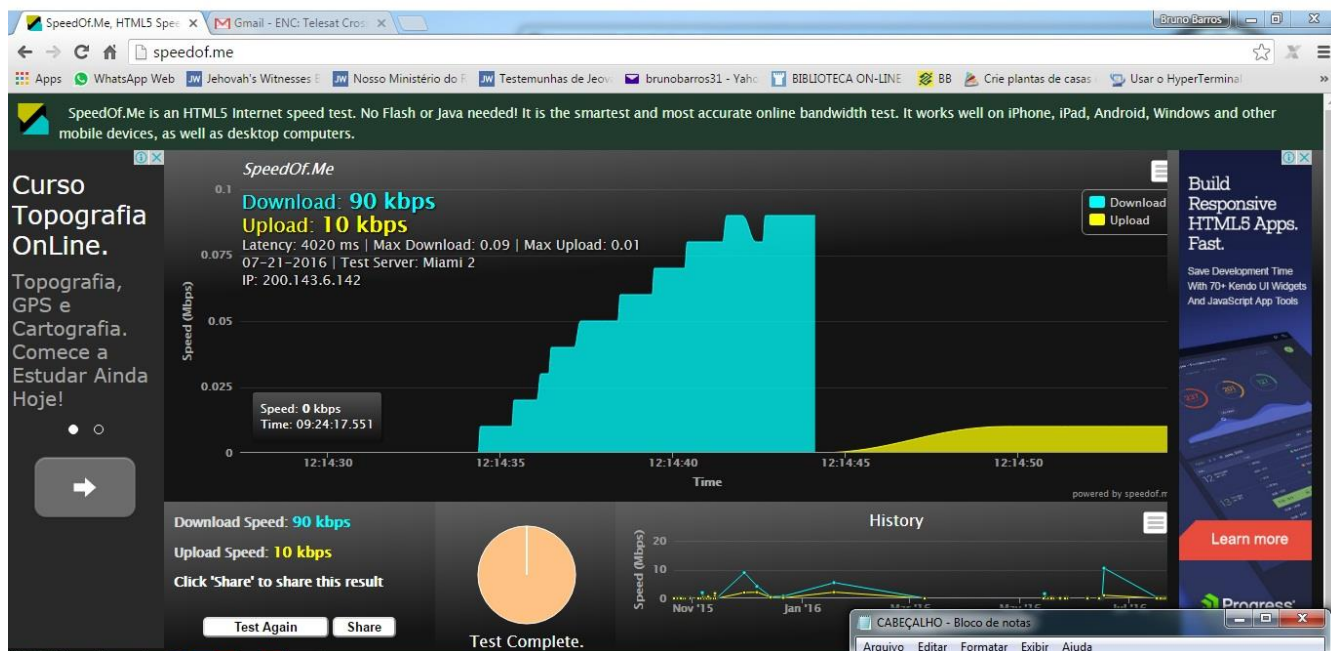 SpeedOf.Me, HTML5 Spee
Gmail - ENC: Telesat Cros
Bruno Barros
speedof.me
Apps
WhatsApp Web
Jehovah's Witnesses
Nosso Ministério do
Testemunhas de Jeov
brunobarros31 - Yaho
BIBLIOTECA ON-LINE
BB
Crie plantas de casas
Usar o HyperTerminal
»
SpeedOf.Me is an HTML5 Internet speed test. No Flash or Java needed! It is the smartest and most accurate online bandwidth test. It works well on iPhone, iPad, Android, Windows and other
mobile devices, as well as desktop computers.
Curso
Topografia
OnLine.
Topografia,
GPS e
Cartografia.
Comece a
Estudar Ainda
Hoje!
SpeedOf.Me
Download: 90 kbps
Upload: 10 kbps
Latency: 4020 ms | Max Download: 0.09 | Max Upload: 0.01
07-21-2016 | Test Server: Miami 2
IP: 200.143.6.142
Download
Upload
0.1
0.075
0.05
0.025
0
Speed (Mbps)
Speed: 0 kbps
Time: 09:24:17.551
12:14:30
12:14:35
12:14:40
12:14:45
12:14:50
Time
powered by speedof.m
Build
Responsive
HTML5 Apps.
Fast.
Save Development Time
With 70+ Kendo UI Widgets
And JavaScript App Tools
Learn more
Progress
Download Speed: 90 kbps
Upload Speed: 10 kbps
Click 'Share' to share this result
Test Again
Share
Test Complete.
History
Speed (Mbps)
20
10
0
Nov '15
Jan '16
Mar '16
May '16
Jul '16
CABEÇALHO - Bloco de notas
Arquivo Editar Formatar Exibir Ajuda